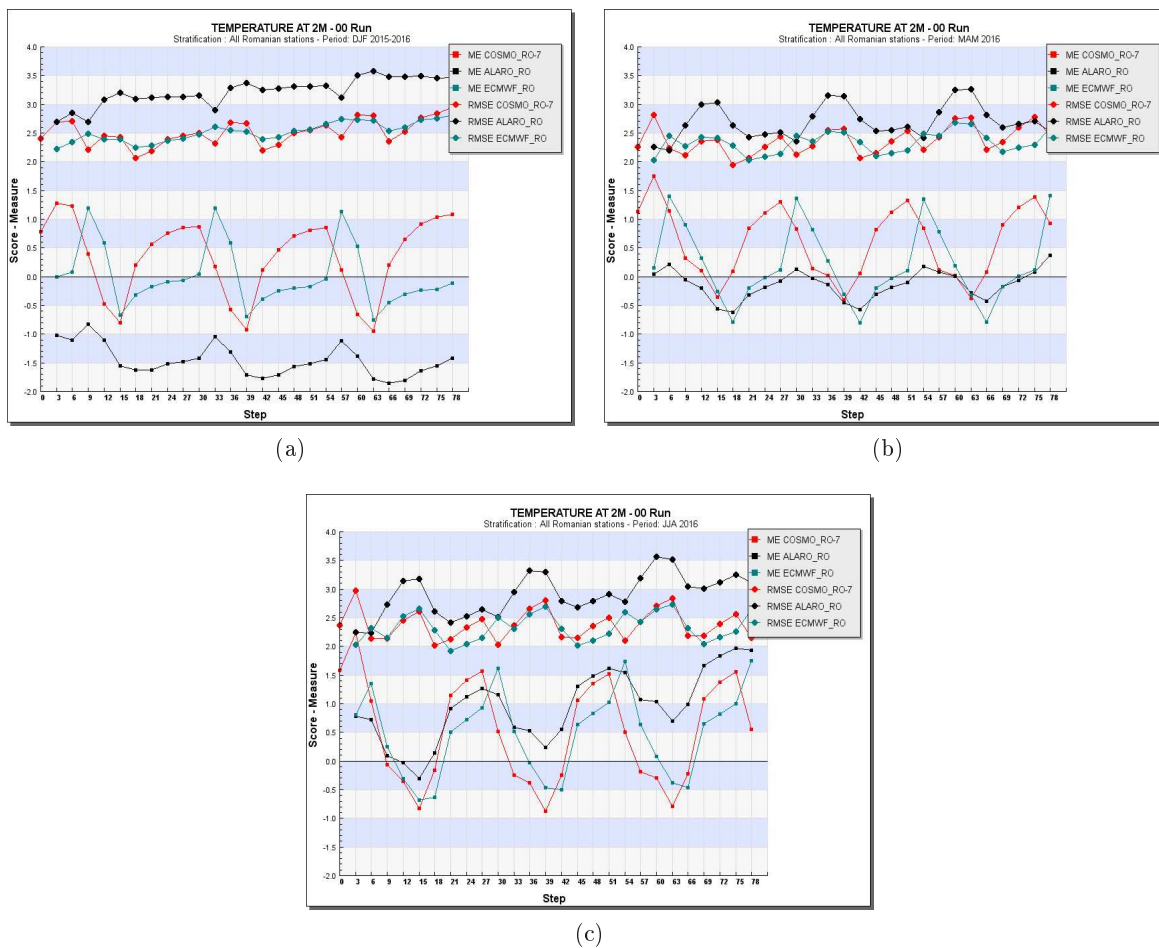 TEMPERATURE AT 2M - 00 Run
Stratification : All Romanian stations - Period: DJF 2015-2016
ME COSMO_RO-7
ME ALARO_RO
ME ECMWF_RO
RMSE COSMO_RO-7
RMSE ALARO_RO
RMSE ECMWF_RO
Score - Measure
4.0
3.5
3.0
2.5
2.0
1.5
1.0
0.5
0.0
-0.5
-1.0
-1.5
-2.0
0 3 6 9 12 15 18 21 24 27 30 33 36 39 42 45 48 51 54 57 60 63 66 69 72 75 78
Step
(a)
TEMPERATURE AT 2M - 00 Run
Stratification : All Romanian stations - Period: MAM 2016
ME COSMO_RO-7
ME ALARO_RO
ME ECMWF_RO
RMSE COSMO_RO-7
RMSE ALARO_RO
RMSE ECMWF_RO
Score - Measure
4.0
3.5
3.0
2.5
2.0
1.5
1.0
0.5
0.0
-0.5
-1.0
-1.5
-2.0
0 3 6 9 12 15 18 21 24 27 30 33 36 39 42 45 48 51 54 57 60 63 66 69 72 75 78
Step
(b)
TEMPERATURE AT 2M - 00 Run
Stratification : All Romanian stations - Period: JJA 2016
ME COSMO_RO-7
ME ALARO_RO
ME ECMWF_RO
RMSE COSMO_RO-7
RMSE ALARO_RO
RMSE ECMWF_RO
Score - Measure
4.0
3.5
3.0
2.5
2.0
1.5
1.0
0.5
0.0
-0.5
-1.0
-1.5
-2.0
0 3 6 9 12 15 18 21 24 27 30 33 36 39 42 45 48 51 54 57 60 63 66 69 72 75 78
Step
(c)